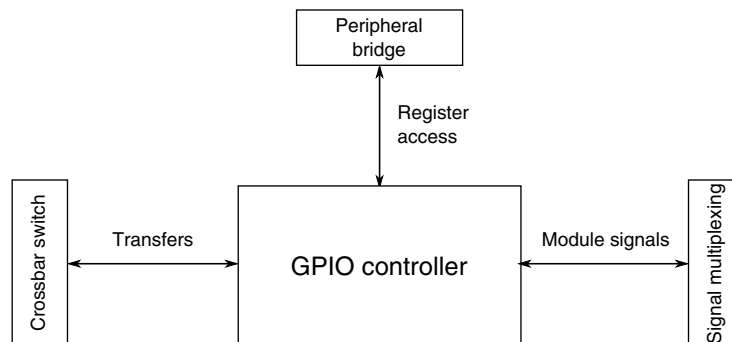 Peripheral
bridge
Register
access
Crossbar switch
Transfers
GPIO controller
Module signals
Signal multiplexing